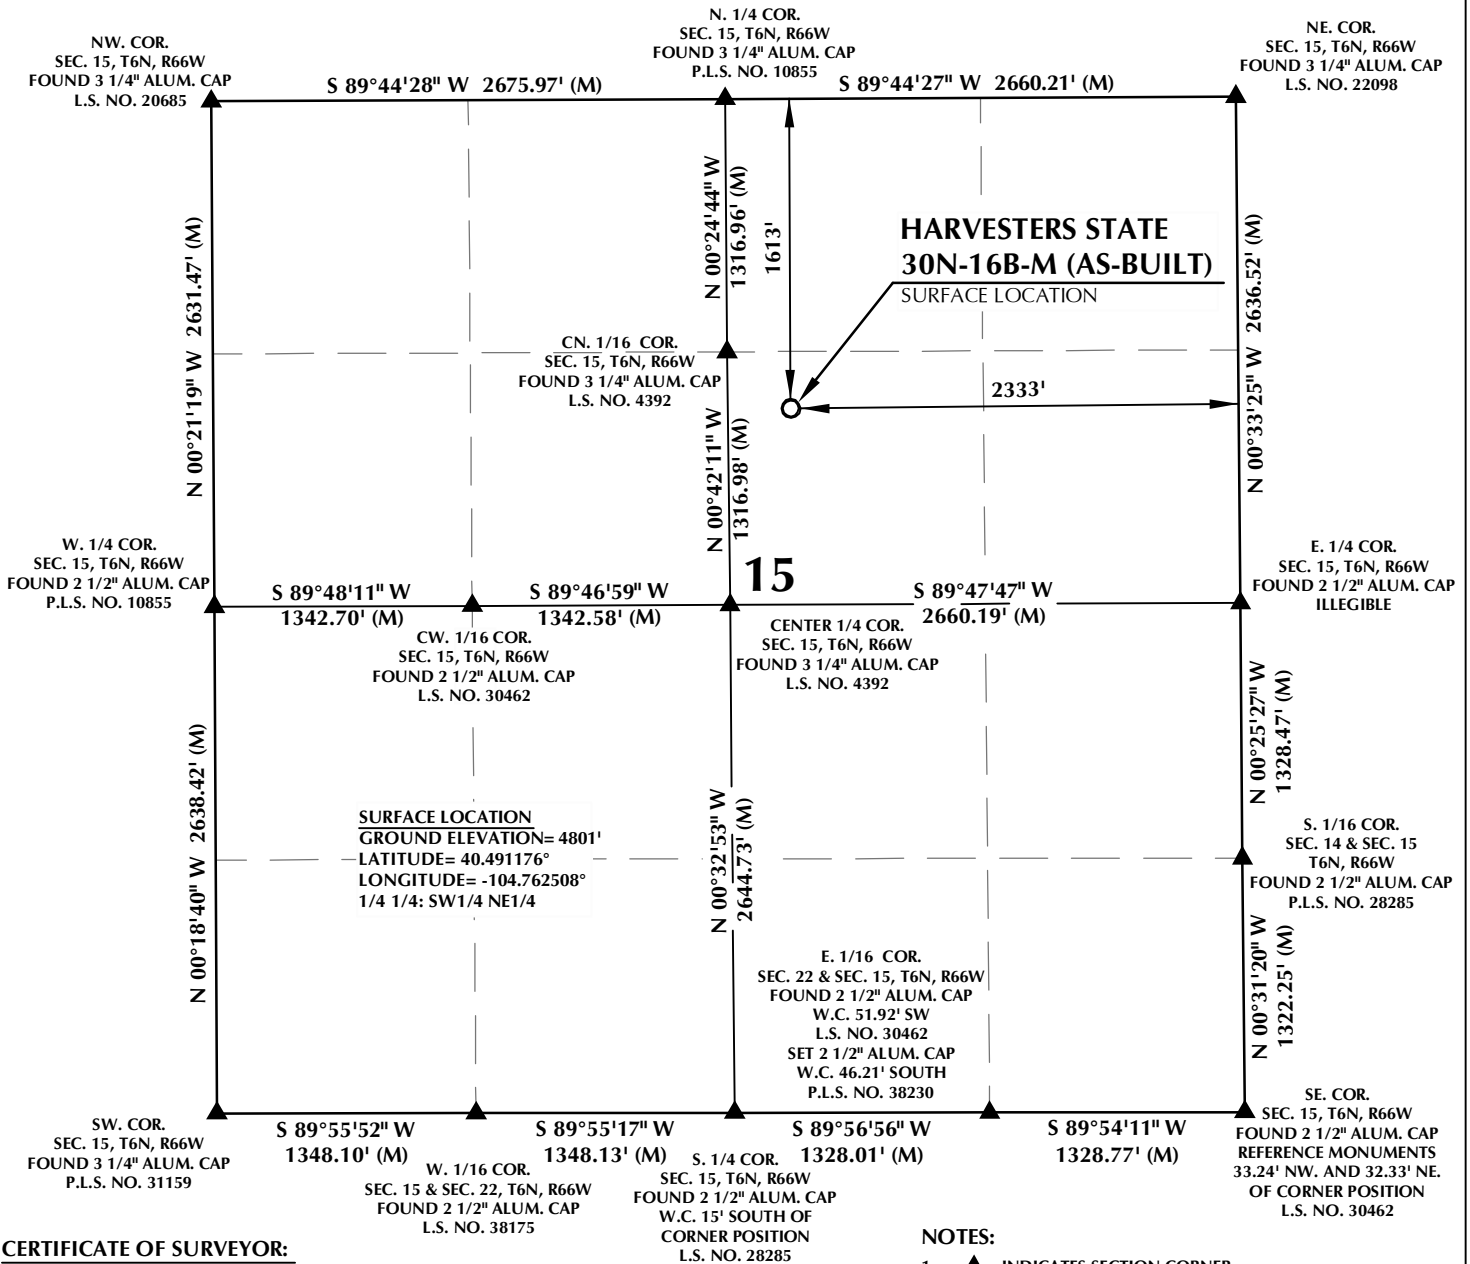 NW. COR.
SEC. 15, T6N, R66W
FOUND 3 1/4" ALUM. CAP
L.S. NO. 20685
N. 1/4 COR.
SEC. 15, T6N, R66W
FOUND 3 1/4" ALUM. CAP
P.L.S. NO. 10855
NE. COR.
SEC. 15, T6N, R66W
FOUND 3 1/4" ALUM. CAP
L.S. NO. 22098
S 89°44'28" W 2675.97' (M)
S 89°44'27" W 2660.21' (M)
N 00°21'19" W 2631.47' (M)
N 00°24'44" W
1316.96' (M)
1613'
HARVESTERS STATE
30N-16B-M (AS-BUILT)
SURFACE LOCATION
N 00°33'25" W 2636.52' (M)
CN. 1/16 COR.
SEC. 15, T6N, R66W
FOUND 3 1/4" ALUM. CAP
L.S. NO. 4392
2333'
N 00°42'11" W
1316.98' (M)
W. 1/4 COR.
SEC. 15, T6N, R66W
FOUND 2 1/2" ALUM. CAP
P.L.S. NO. 10855
15
E. 1/4 COR.
SEC. 15, T6N, R66W
FOUND 2 1/2" ALUM. CAP
ILLEGIBLE
S 89°48'11" W
1342.70' (M)
S 89°46'59" W
1342.58' (M)
S 89°47'47" W
2660.19' (M)
CW. 1/16 COR.
SEC. 15, T6N, R66W
FOUND 2 1/2" ALUM. CAP
L.S. NO. 30462
CENTER 1/4 COR.
SEC. 15, T6N, R66W
FOUND 3 1/4" ALUM. CAP
L.S. NO. 4392
N 00°25'27" W
1328.47' (M)
N 00°18'40" W 2638.42' (M)
SURFACE LOCATION
GROUND ELEVATION= 4801'
LATITUDE= 40.491176°
LONGITUDE= -104.762508°
1/4 1/4: SW1/4 NE1/4
N 00°32'53" W
2644.73' (M)
S. 1/16 COR.
SEC. 14 & SEC. 15
T6N, R66W
FOUND 2 1/2" ALUM. CAP
P.L.S. NO. 28285
E. 1/16 COR.
SEC. 22 & SEC. 15, T6N, R66W
FOUND 2 1/2" ALUM. CAP
W.C. 51.92' SW
L.S. NO. 30462
SET 2 1/2" ALUM. CAP
W.C. 46.21' SOUTH
P.L.S. NO. 38230
N 00°31'20" W
1322.25' (M)
SW. COR.
SEC. 15, T6N, R66W
FOUND 3 1/4" ALUM. CAP
P.L.S. NO. 31159
S 89°55'52" W
1348.10' (M)
S 89°55'17" W
1348.13' (M)
S 89°56'56" W
1328.01' (M)
S 89°54'11" W
1328.77' (M)
SE. COR.
SEC. 15, T6N, R66W
FOUND 2 1/2" ALUM. CAP
REFERENCE MONUMENTS
33.24' NW. AND 32.33' NE.
OF CORNER POSITION
L.S. NO. 30462
W. 1/16 COR.
SEC. 15 & SEC. 22, T6N, R66W
FOUND 2 1/2" ALUM. CAP
L.S. NO. 38175
S. 1/4 COR.
SEC. 15, T6N, R66W
FOUND 2 1/2" ALUM. CAP
W.C. 15' SOUTH OF
CORNER POSITION
L.S. NO. 28285
CERTIFICATE OF SURVEYOR:
NOTES:
INDICATES SECTION CORNER